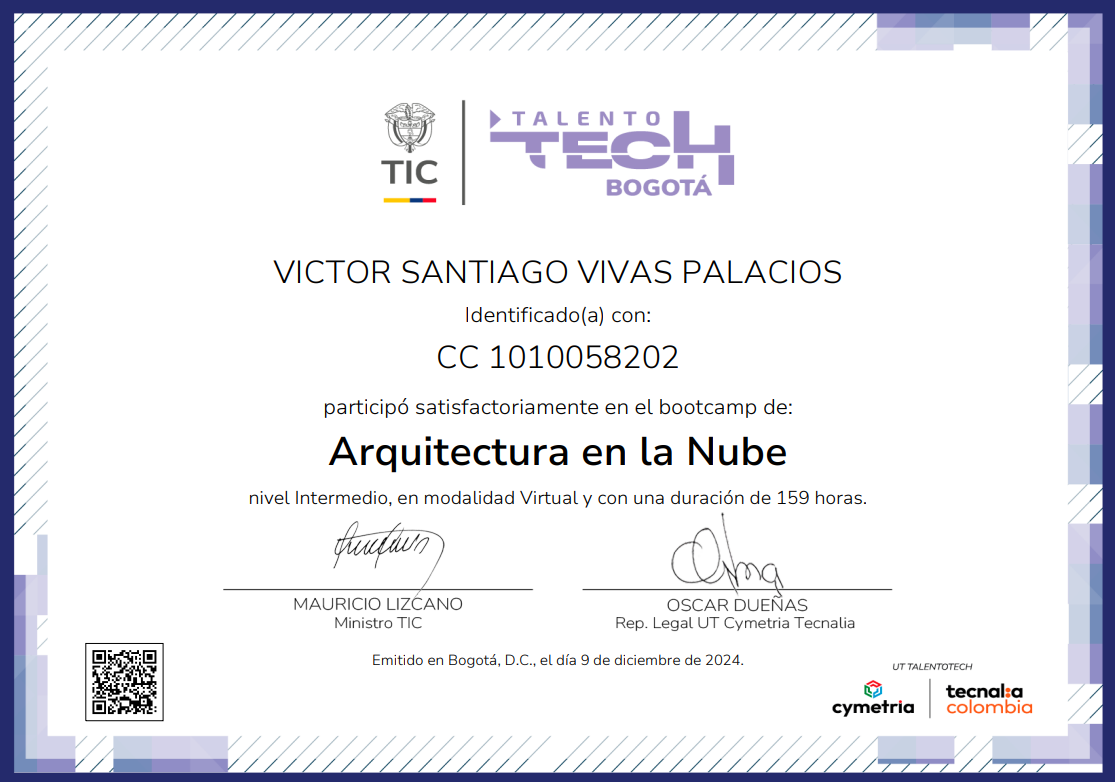 TIC
TALENTO
TECH
BOGOTÁ
VICTOR SANTIAGO VIVAS PALACIOS
Identificado(a) con:
CC 1010058202
participó satisfactoriamente en el bootcamp de:
Arquitectura en la Nube
nivel Intermedio, en modalidad Virtual y con una duración de 159 horas.
MAURICIO LIZCANO
Ministro TIC
OSCAR DUEÑAS
Rep. Legal UT Cymetria Tecnalia
Emitido en Bogotá, D.C., el día 9 de diciembre de 2024.
UT TALENTOTECH
cymetria
tecnalia
colombia